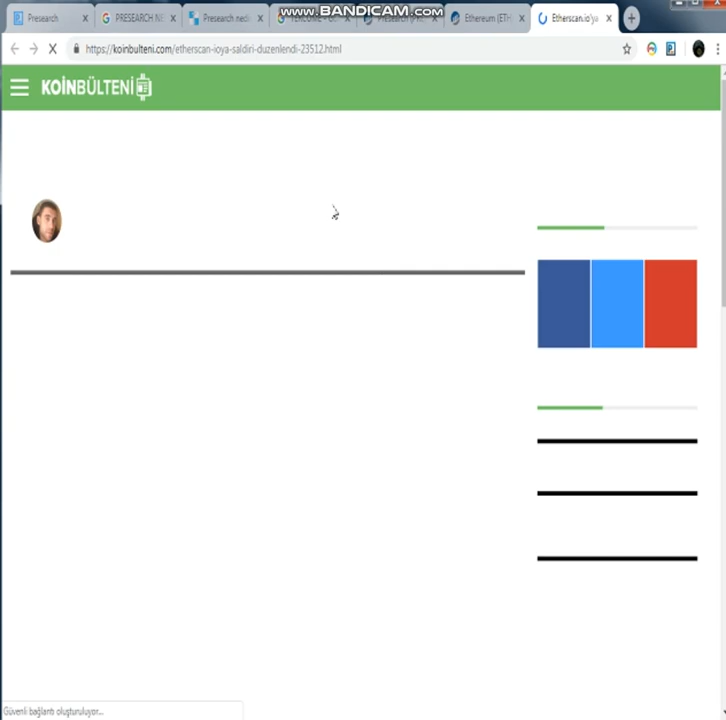 www.BANDICAM.com
Presearch
PRESEARCH NE
Presearch nedi
Ethereum (ETH
Etherscan.io'ya
https://koinbulteni.com/etherscan-ioya-saldiri-duzenlendi-23512.html
KOİNBÜLTENİ
Güvenli bağlantı oluşturuluyor...